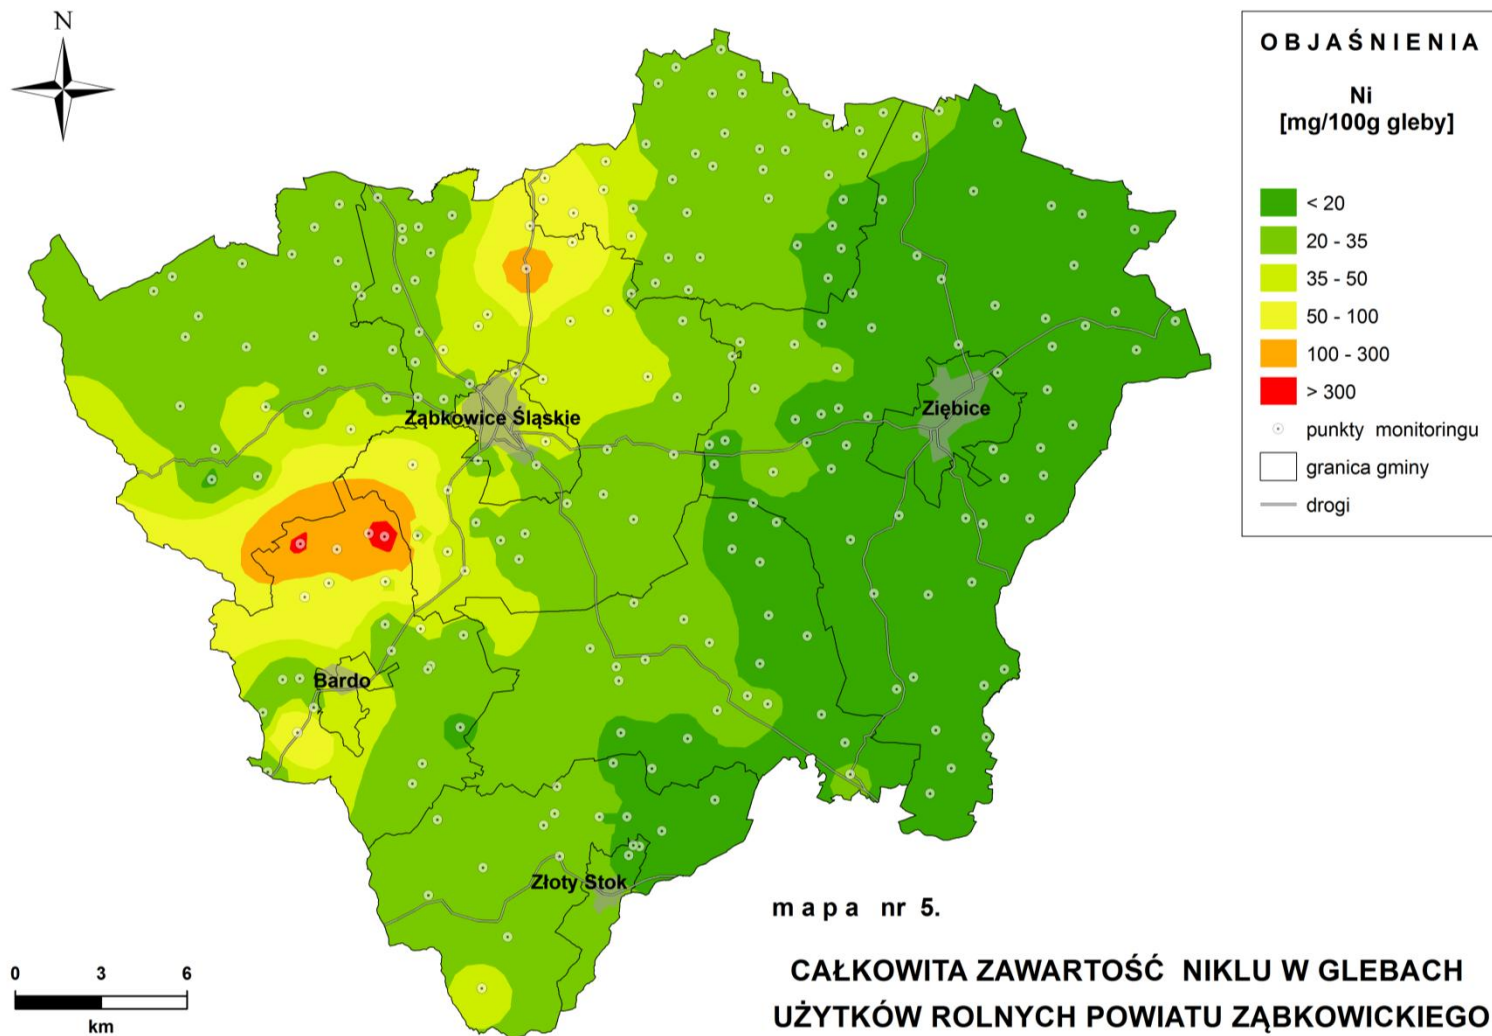 N
OBJAŚNIENIA
Ni
[mg/100g gleby]
< 20
20 - 35
35 - 50
50 - 100
100 - 300
> 300
punkty monitoringu
granica gminy
drogi
Ząbkowice Śląskie
Ziębice
Bardo
Złoty Stok
0 3 6
km
mapa nr 5.
CAŁKOWITA ZAWARTOŚĆ NIKLU W GLEBACH
UŻYTKÓW ROLNYCH POWIATU ZĄBKOWICKIEGO